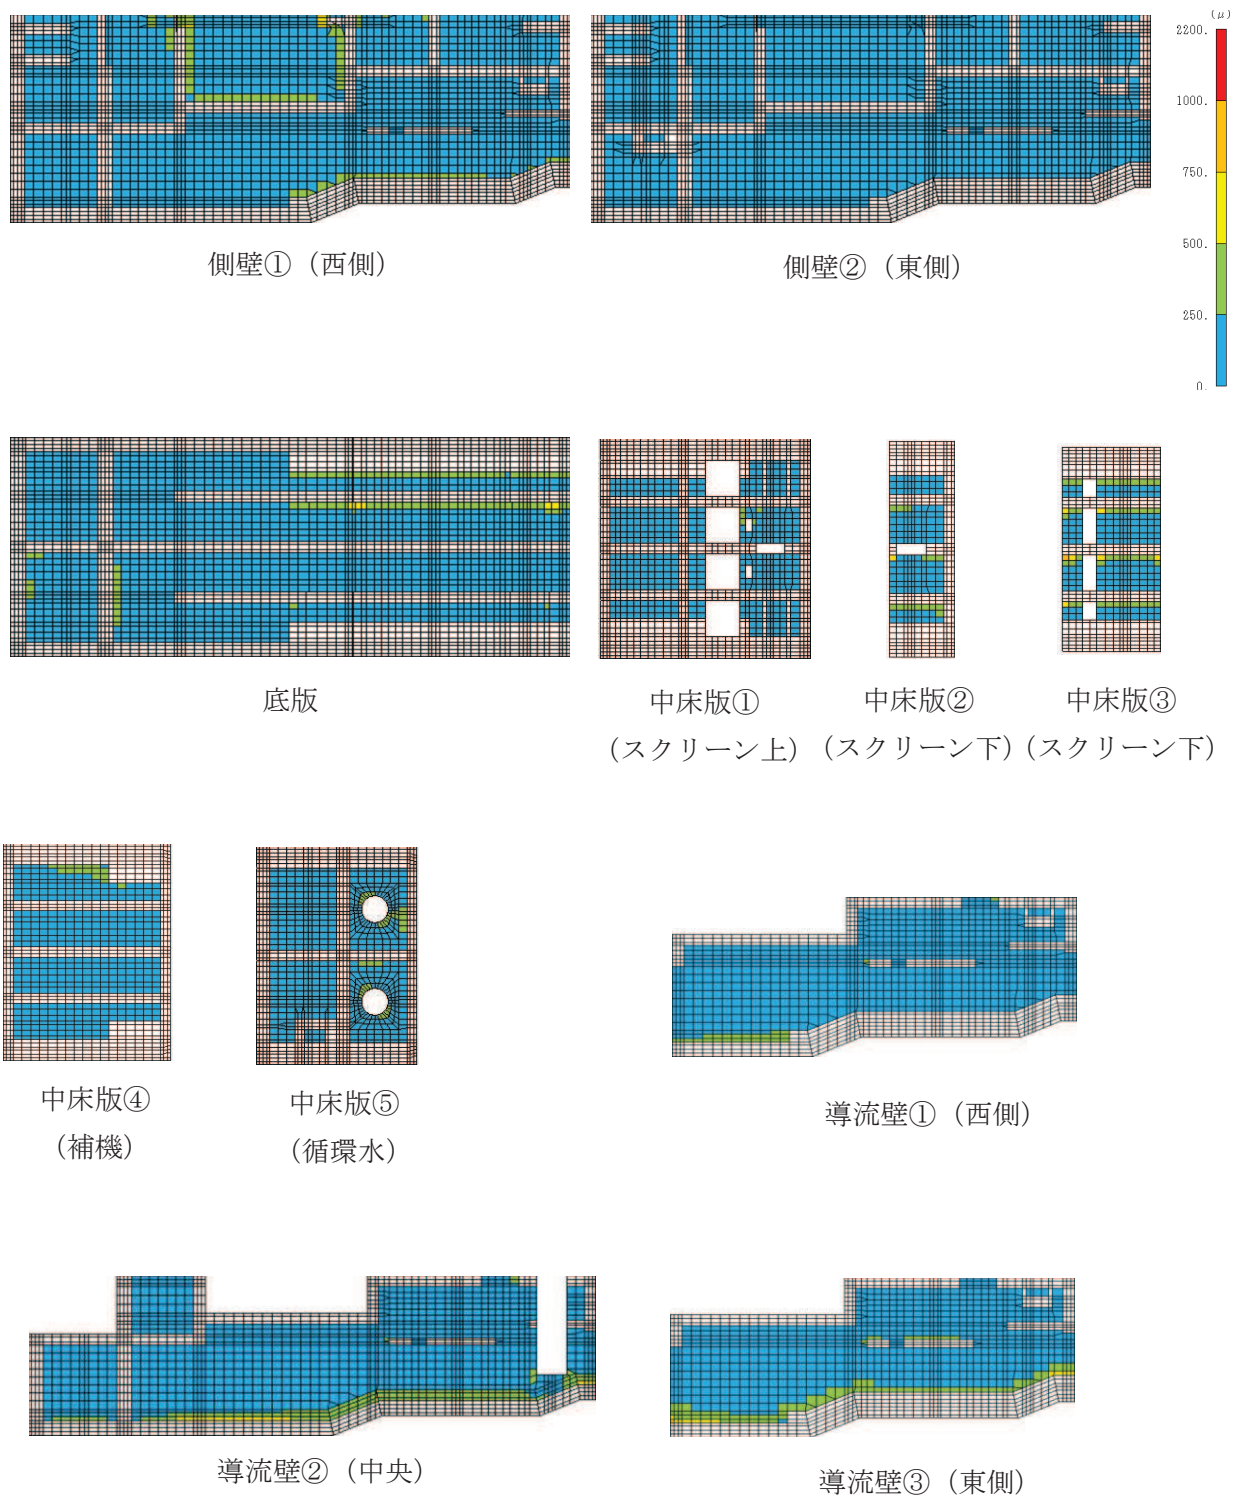 (μ)
2200.
1000.
750.
500.
250.
0.
側壁①（西側）
側壁②（東側）
底版
中床版①
（スクリーン上）
中床版②
（スクリーン下）
中床版③
（スクリーン下）
中床版④
（補機）
中床版⑤
（循環水）
導流壁①（西側）
導流壁②（中央）
導流壁③（東側）